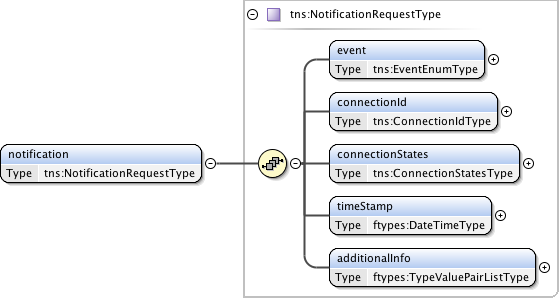 tns:NotificationRequestType
event
Type tns:EventEnumType
connectionId
Type tns:ConnectionIdType
notification
Type tns:NotificationRequestType
connectionStates
Type tns:ConnectionStatesType
timeStamp
Type ftypes:DateTimeType
additionalInfo
Type ftypes:TypeValuePairListType